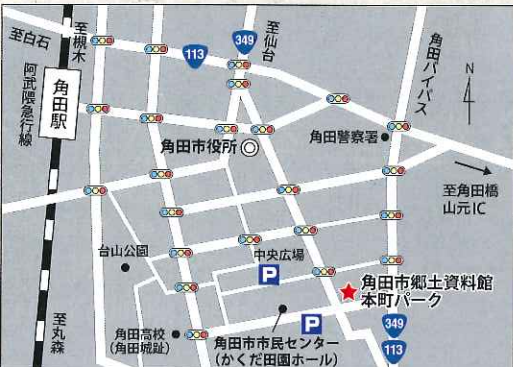 至白石
至槻木
113
349
至仙台
角田バイパス
N
阿武隈急行線
角田駅
角田市役所
角田警察署
至角田橋
山元IC
台山公園
中央広場
P
角田市郷土資料館
本町パーク
至丸森
角田高校
(角田城趾)
P
角田市市民センター
(かくだ田園ホール)
349
113